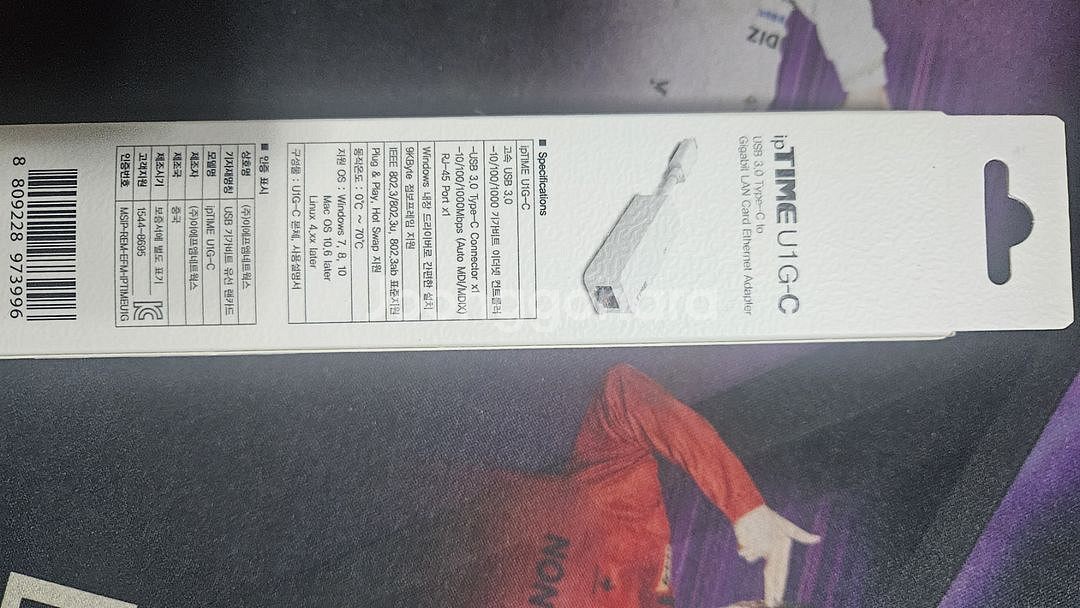 ipTIME U1G-C
USB 3.0 Type-C to
Gigabit LAN Card Ethernet Adapter
■ Specifications
ipTIME U1G-C
고속 USB 3.0
-10/100/1000 기가비트 이더넷 컨트롤러
-USB 3.0 Type-C Connector x1
-10/100/1000Mbps (Auto MDI/MDIX)
RJ-45 Port x1
Windows 내장 드라이버로 간편한 설치
9KByte 점보프레임 지원
IEEE 802.3/802.3u, 802.3ab 표준지원
Plug & Play, Hot Swap 지원
동작온도 : 0℃ ~ 70℃
지원 OS : Windows 7, 8, 10
Mac OS 10.6 later
Linux 4.xx later
구성품 : U1G-C 본체, 사용설명서
■ 인증 표시
상호명 (주)이에프엠네트웍스
기자재명칭 USB 기가비트 유선 랜카드
모델명 ipTIME U1G-C
제조자 (주)이에프엠네트웍스
제조국 중국
제조시기 보증서에 별도 표기
고객지원 1544-8695
인증번호 MSIP-REM-EFM-IPTIMEU1G
8 809228 973996
DIZ
NON
joonggonara